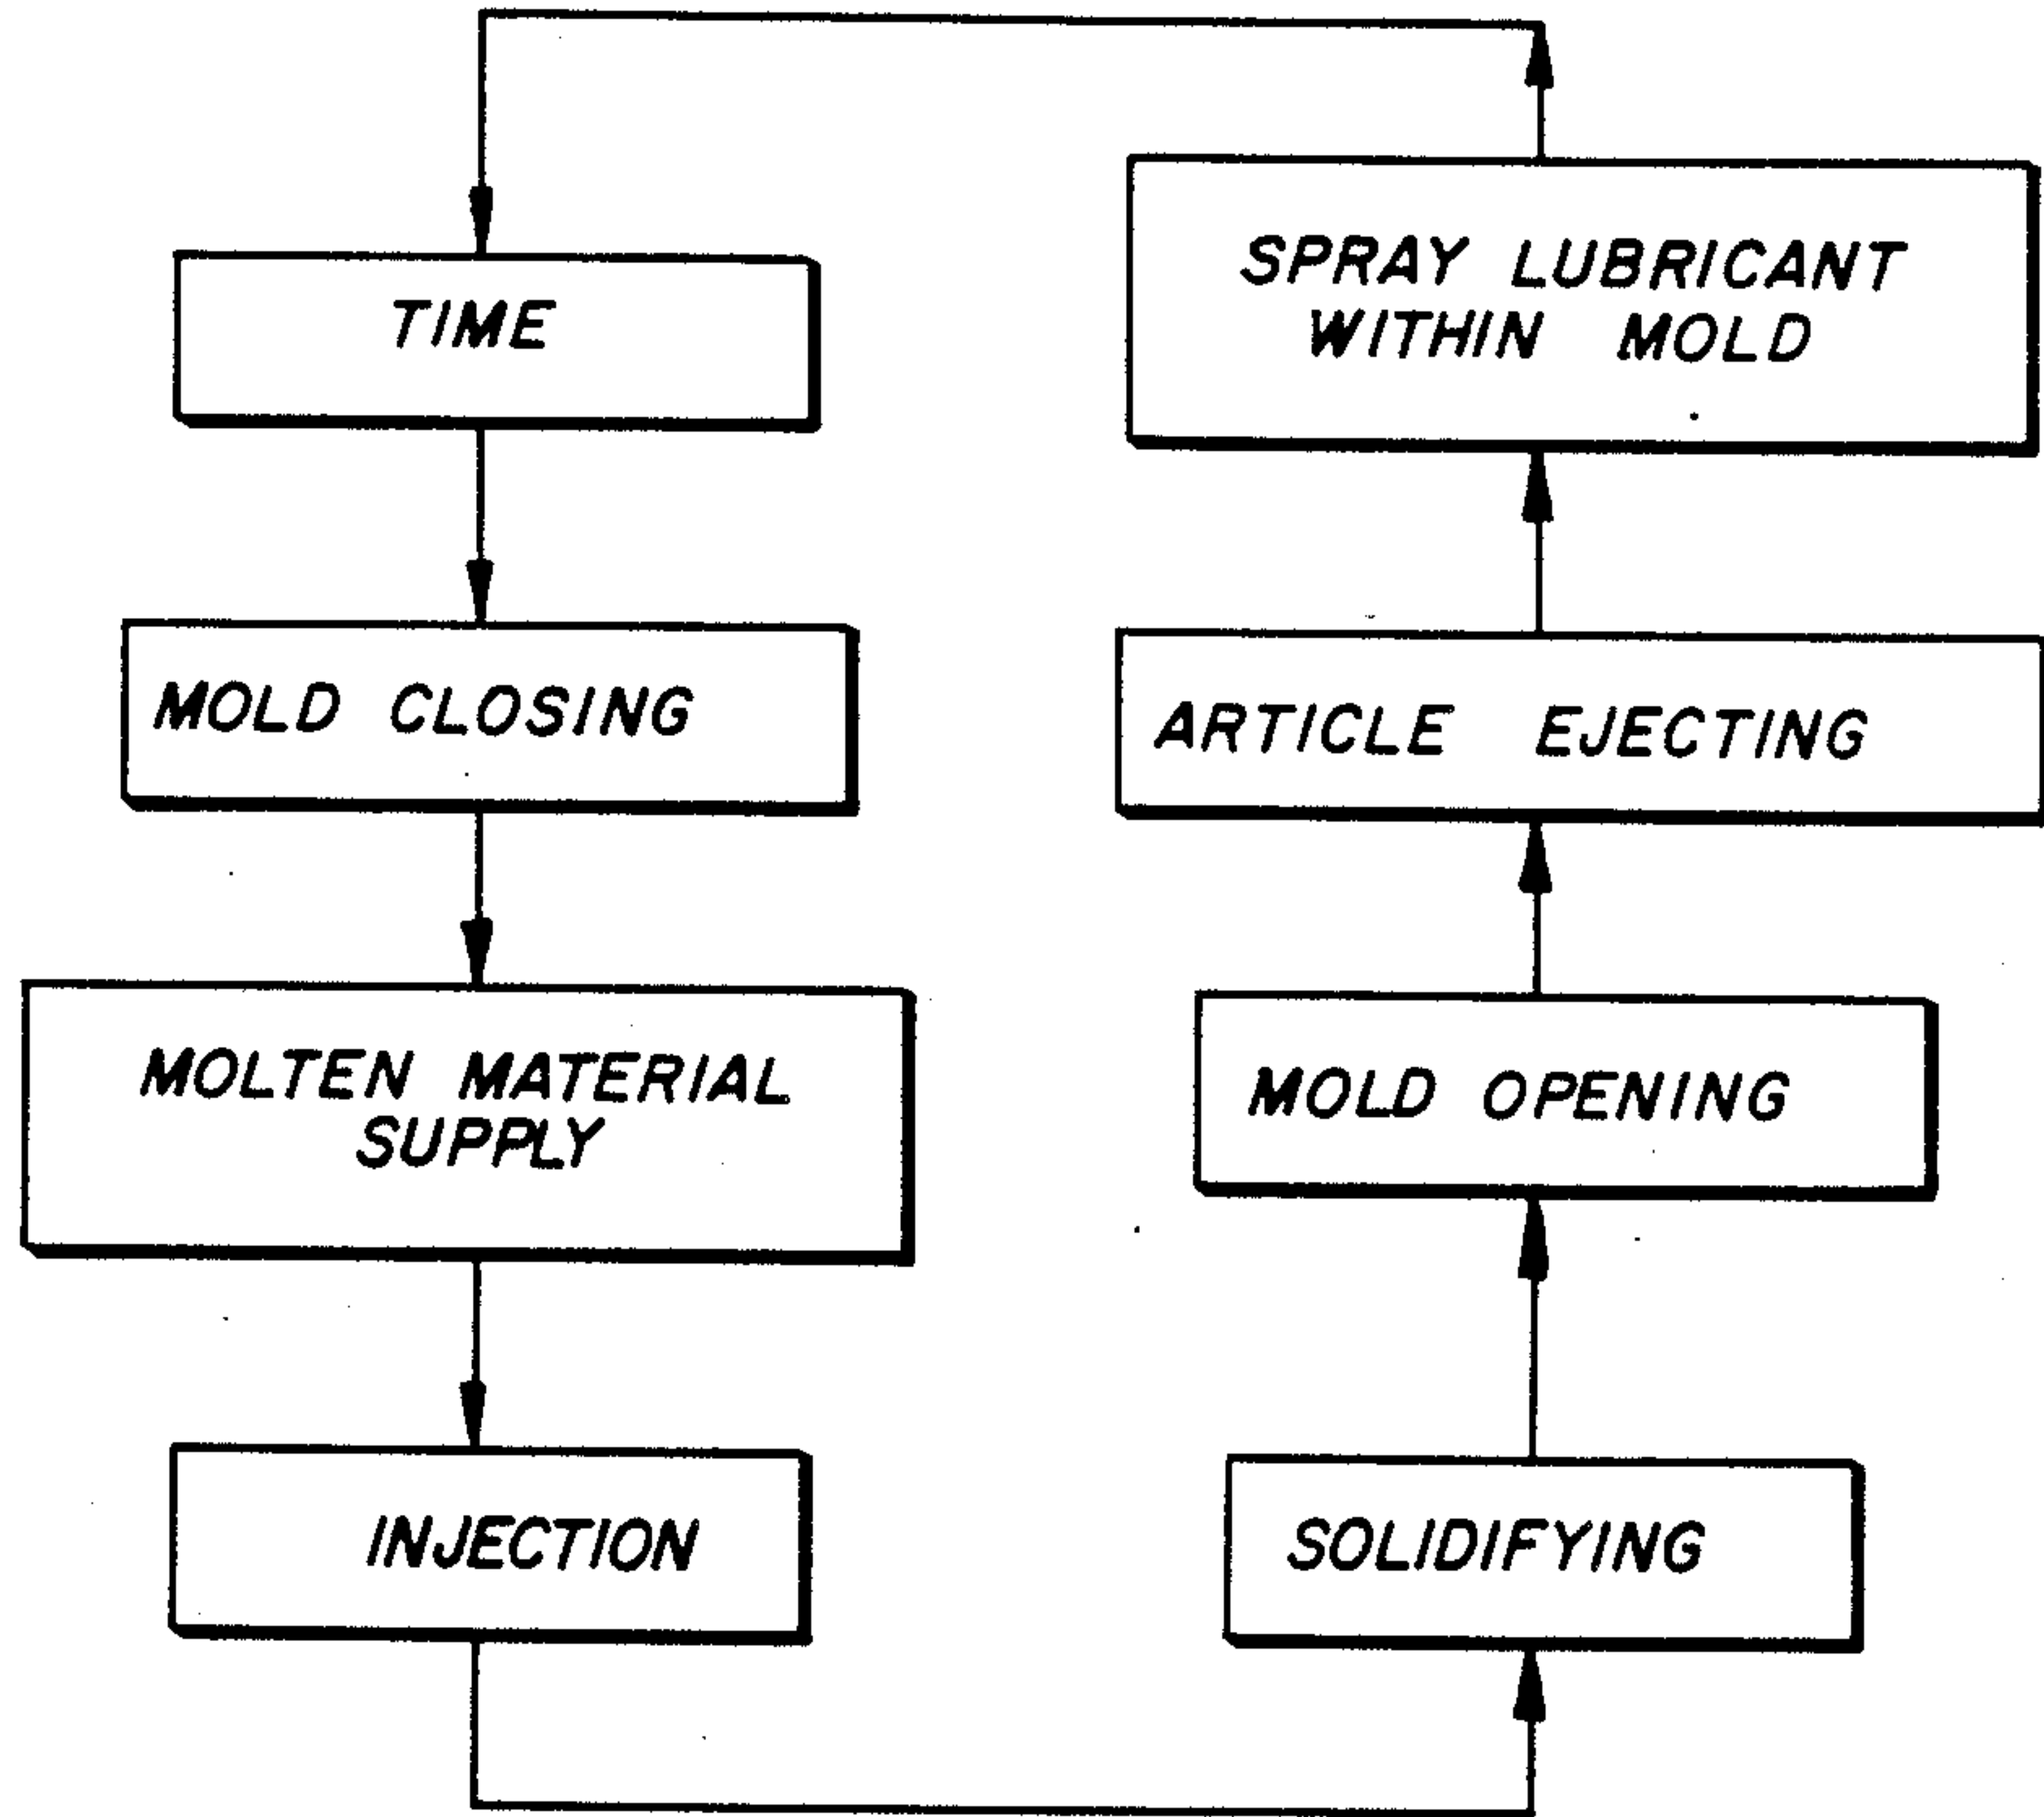 TIME
MOLD CLOSING
MOLTEN MATERIAL
SUPPLY
INJECTION
SOLIDIFYING
MOLD OPENING
ARTICLE EJECTING
SPRAY LUBRICANT
WITHIN MOLD